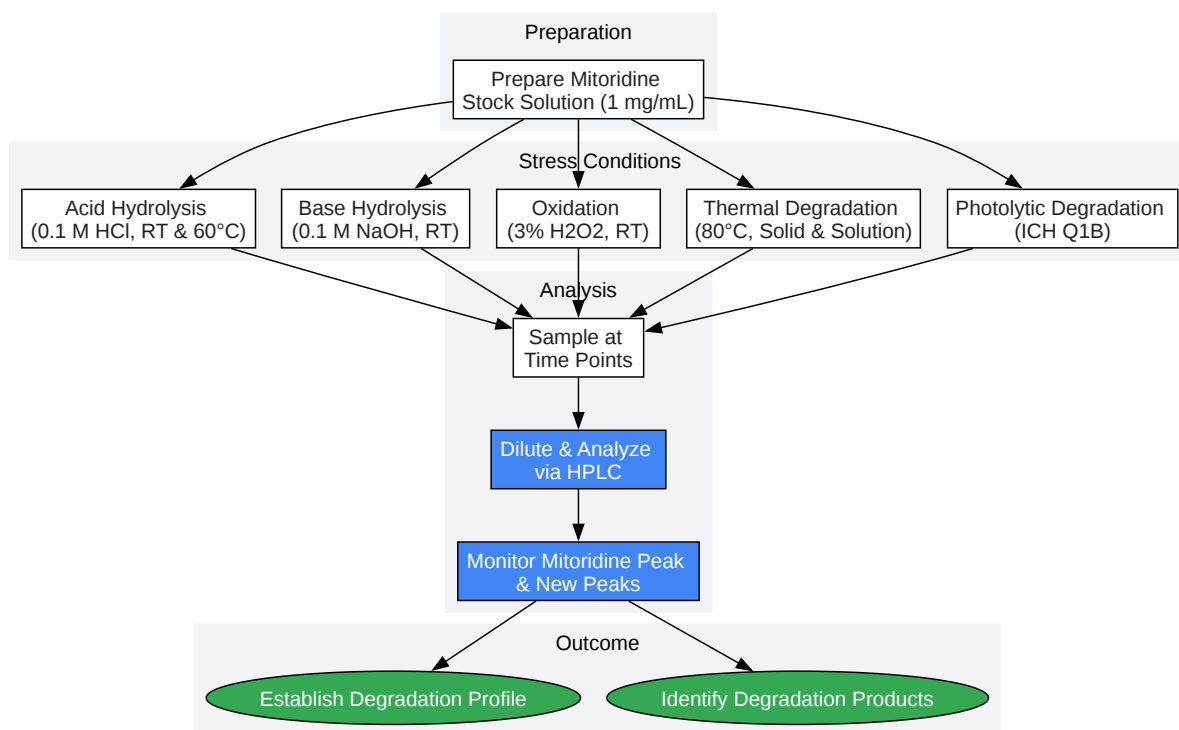 Preparation
Prepare Mitoridine
Stock Solution (1 mg/mL)
Stress Conditions
Acid Hydrolysis
(0.1 M HCl, RT & 60°C)
Base Hydrolysis
(0.1 M NaOH, RT)
Oxidation
(3% H2O2, RT)
Thermal Degradation
(80°C, Solid & Solution)
Photolytic Degradation
(ICH Q1B)
Analysis
Sample at
Time Points
Dilute & Analyze
via HPLC
Monitor Mitoridine Peak
& New Peaks
Outcome
Establish Degradation Profile
Identify Degradation Products